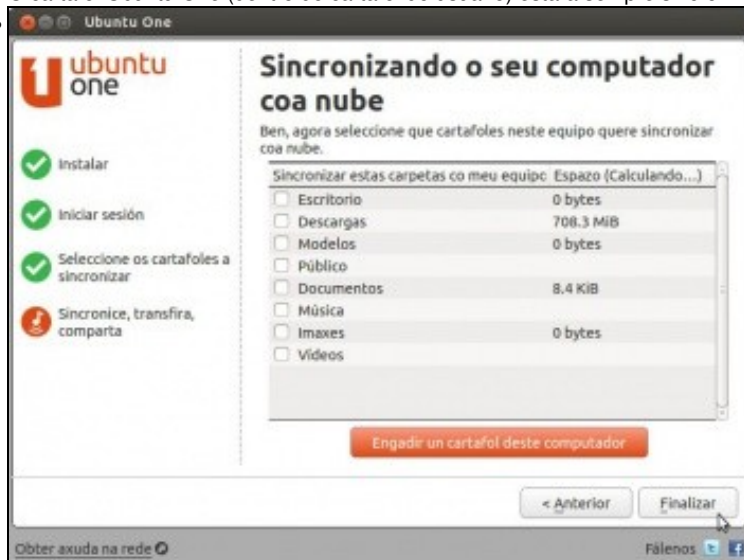 Ubuntu One
ubuntu
one
Sincronizando o seu computador
coa nube
Ben, agora seleccione que cartafoles neste equipo quere sincronizar
coa nube.
Instalar
Iniciar sesión
Seleccione os cartafoles a
sincronizar
Sincronice, transfira,
comparta
Sincronizar estas carpetas co meu equipo Espazo (Calculando...)
Escritorio 0 bytes
Descargas 708.3 MiB
Modelos 0 bytes
Público
Documentos 8.4 KiB
Música
Imaxes 0 bytes
Vídeos
Engadir un cartafol deste computador
< Anterior Finalizar
Obter axuda na rede Fálenos